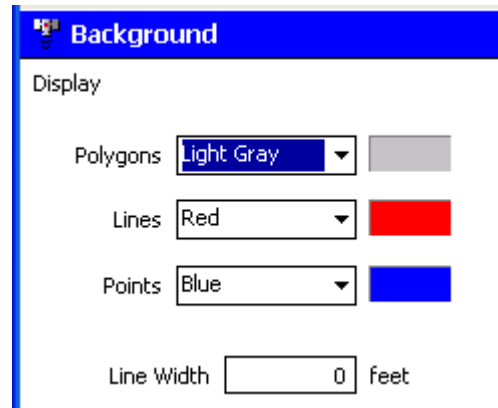 Background
Display
Polygons Light Gray
Lines Red
Points Blue
Line Width 0 feet